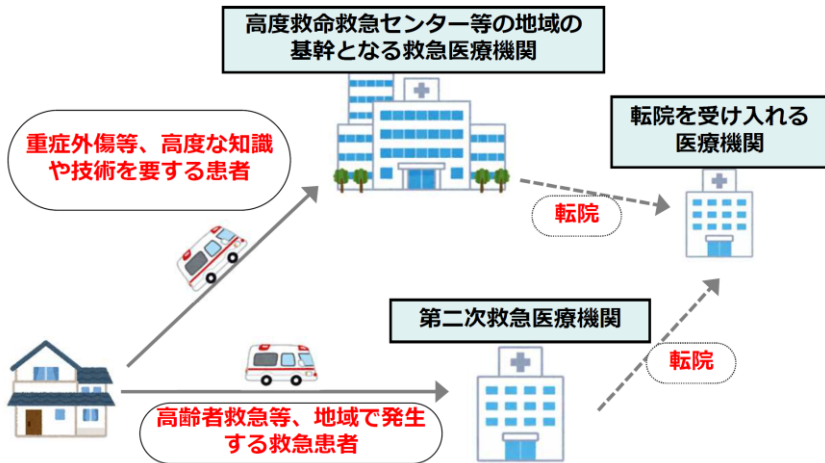 高度救命救急センター等の地域の
基幹となる救急医療機関
転院を受け入れる
医療機関
重症外傷等、高度な知識
や技術を要する患者
転院
第二次救急医療機関
転院
高齢者救急等、地域で発生
する救急患者